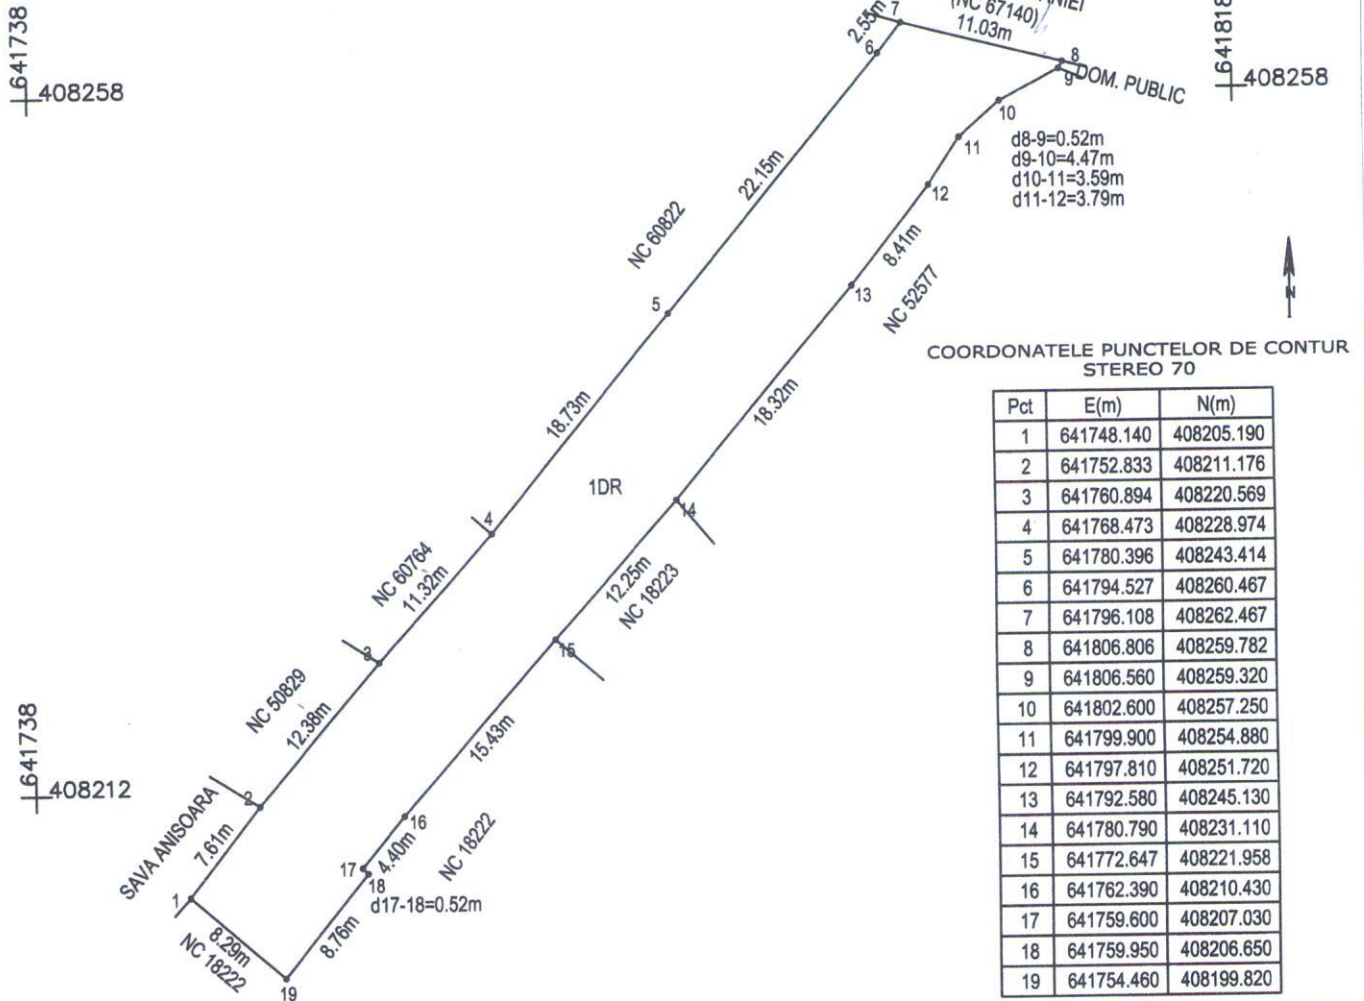 641738
408258
641818
408258
2.55m
7
(NC 67140)
11.03m
6
8
9
DOM. PUBLIC
10
11
d8-9=0.52m
d9-10=4.47m
d10-11=3.59m
d11-12=3.79m
12
22.15m
NC 60822
8.41m
13
NC 52577
5
N
COORDONATELE PUNCTELOR DE CONTUR
STEREO 70
18.73m
18.32m
1DR
14
4
NC 60764
11.32m
12.25m
NC 18223
3
15
NC 50829
12.38m
15.43m
641738
408212
2
SAVA ANISOARA
7.61m
16
4.40m
NC 18222
17
18
d17-18=0.52m
1
8.29m
NC 18222
8.76m
19
Pct E(m) N(m)
1 641748.140 408205.190
2 641752.833 408211.176
3 641760.894 408220.569
4 641768.473 408228.974
5 641780.396 408243.414
6 641794.527 408260.467
7 641796.108 408262.467
8 641806.806 408259.782
9 641806.560 408259.320
10 641802.600 408257.250
11 641799.900 408254.880
12 641797.810 408251.720
13 641792.580 408245.130
14 641780.790 408231.110
15 641772.647 408221.958
16 641762.390 408210.430
17 641759.600 408207.030
18 641759.950 408206.650
19 641754.460 408199.820